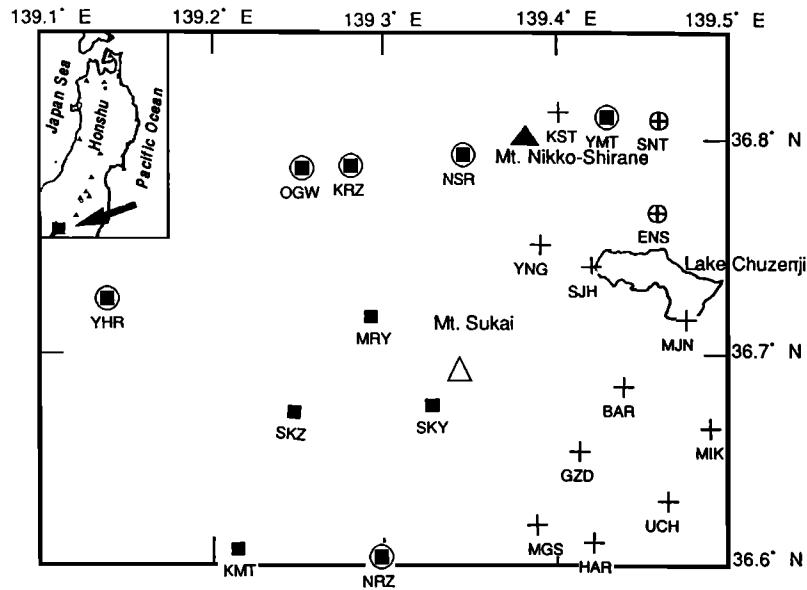 139.1° E
139.2°
139.3°
139.4°
139.5° E
Japan Sea
Honshu
Pacific Ocean
KST
YMT
SNT
36.8° N
Mt. Nikko-Shirane
OGW
KRZ
NSR
ENS
YNG
Lake Chuzenji
SJH
YHR
MRY
Mt. Sukai
MJN
36.7° N
BAR
SKZ
SKY
MIK
GZD
UCH
MGS
HAR
36.6° N
KMT
NRZ